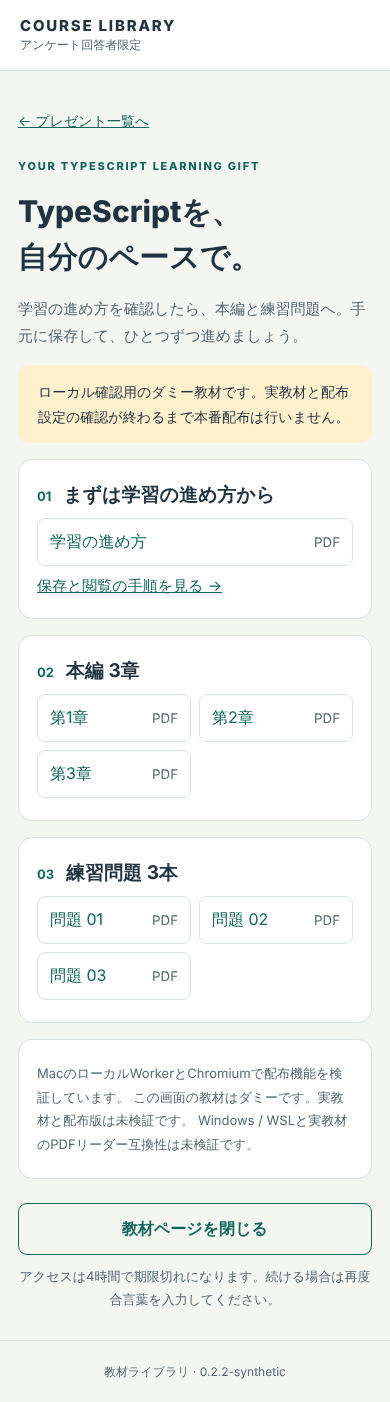 COURSE LIBRARY
アンケート回答者限定
← プレゼント一覧へ
YOUR TYPESCRIPT LEARNING GIFT
TypeScriptを、
自分のペースで。
学習の進め方を確認したら、本編と練習問題へ。手
元に保存して、ひとつずつ進めましょう。
ローカル確認用のダミー教材です。実教材と配布
設定の確認が終わるまで本番配布は行いません。
01 まずは学習の進め方から
学習の進め方 PDF
保存と閲覧の手順を見る →
02 本編 3章
第1章 PDF 第2章 PDF
第3章 PDF
03 練習問題 3本
問題 01 PDF 問題 02 PDF
問題 03 PDF
MacのローカルWorkerとChromiumで配布機能を検
証しています。 この画面の教材はダミーです。実教
材と配布版は未検証です。 Windows / WSLと実教材
のPDFリーダー互換性は未検証です。
教材ページを閉じる
アクセスは4時間で期限切れになります。続ける場合は再度
合言葉を入力してください。
教材ライブラリ · 0.2.2-synthetic